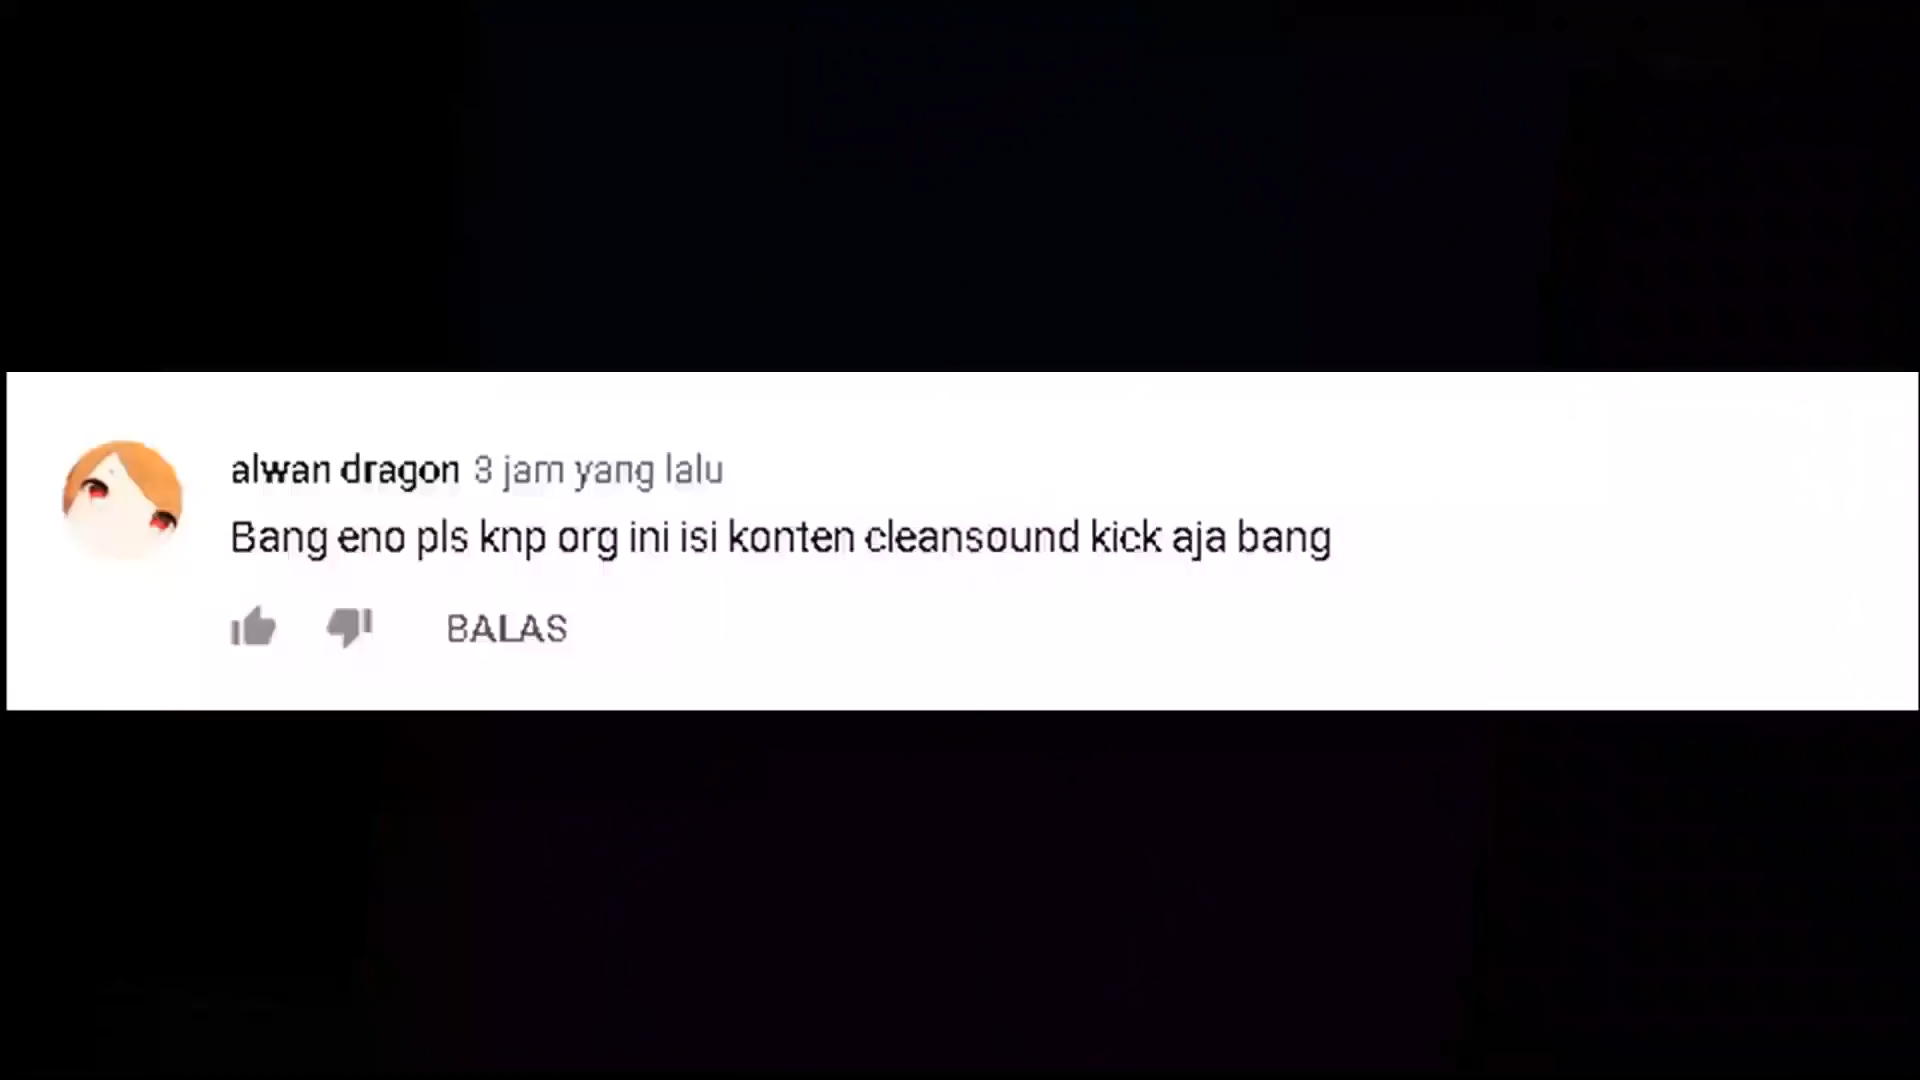 alwan dragon 3 jam yang lalu
Bang eno pls knp org ini isi konten cleansound kick aja bang
BALAS